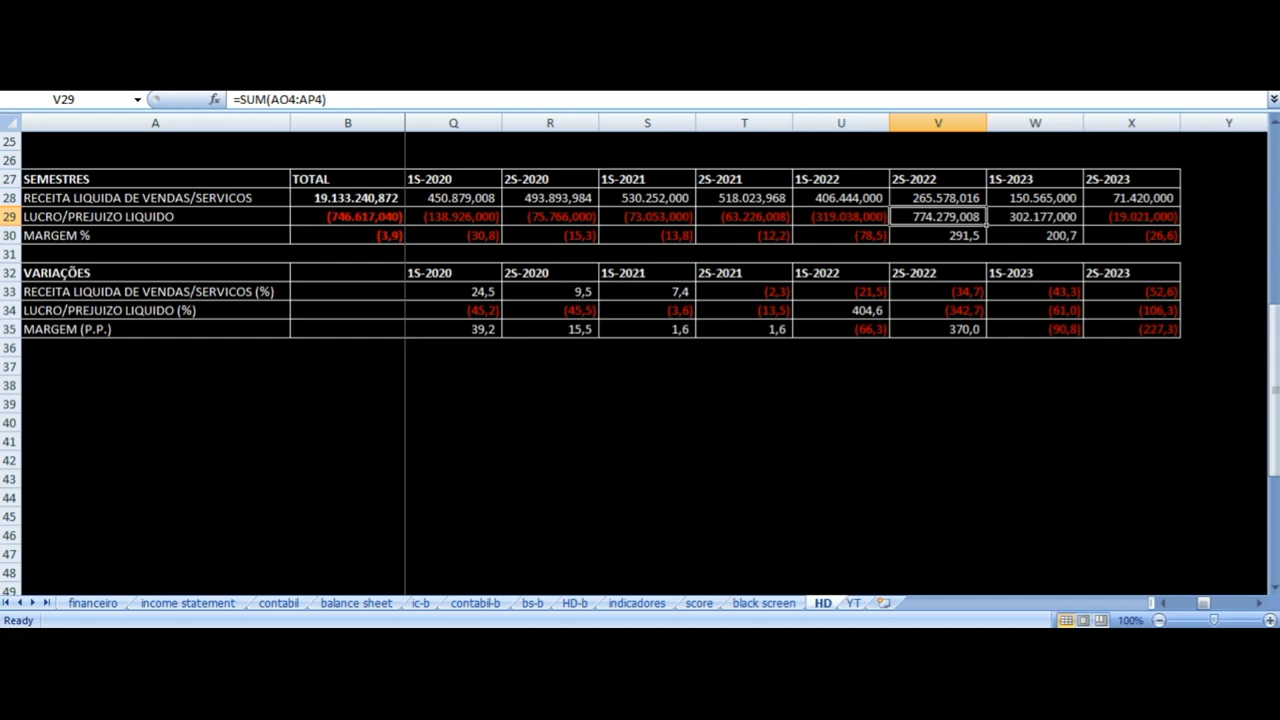 V29 =SUM(AO4:AP4)
A B Q R S T U V W X Y
25
26
27 SEMESTRES TOTAL 1S-2020 2S-2020 1S-2021 2S-2021 1S-2022 2S-2022 1S-2023 2S-2023
28 RECEITA LIQUIDA DE VENDAS/SERVICOS 19.133.240,872 450.879,008 493.893,984 530.252,000 518.023,968 406.444,000 265.578,016 150.565,000 71.420,000
29 LUCRO/PREJUIZO LIQUIDO (746.617,040) (138.926,000) (75.766,000) (73.053,000) (63.226,008) (319.038,000) 774.279,008 302.177,000 (19.021,000)
30 MARGEM % (3,9) (30,8) (15,3) (13,8) (12,2) (78,5) 291,5 200,7 (26,6)
31
32 VARIAÇÕES 1S-2020 2S-2020 1S-2021 2S-2021 1S-2022 2S-2022 1S-2023 2S-2023
33 RECEITA LIQUIDA DE VENDAS/SERVICOS (%) 24,5 9,5 7,4 (2,3) (21,5) (34,7) (43,3) (52,6)
34 LUCRO/PREJUIZO LIQUIDO (%) (45,2) (45,5) (3,6) (13,5) 404,6 (342,7) (61,0) (106,3)
35 MARGEM (P.P.) 39,2 15,5 1,6 1,6 (66,3) 370,0 (90,8) (227,3)
36
37
38
39
40
41
42
43
44
45
46
47
48
49
financeiro income statement contabil balance sheet ic-b contabil-b bs-b HD-b indicadores score black screen HD YT
Ready 100%